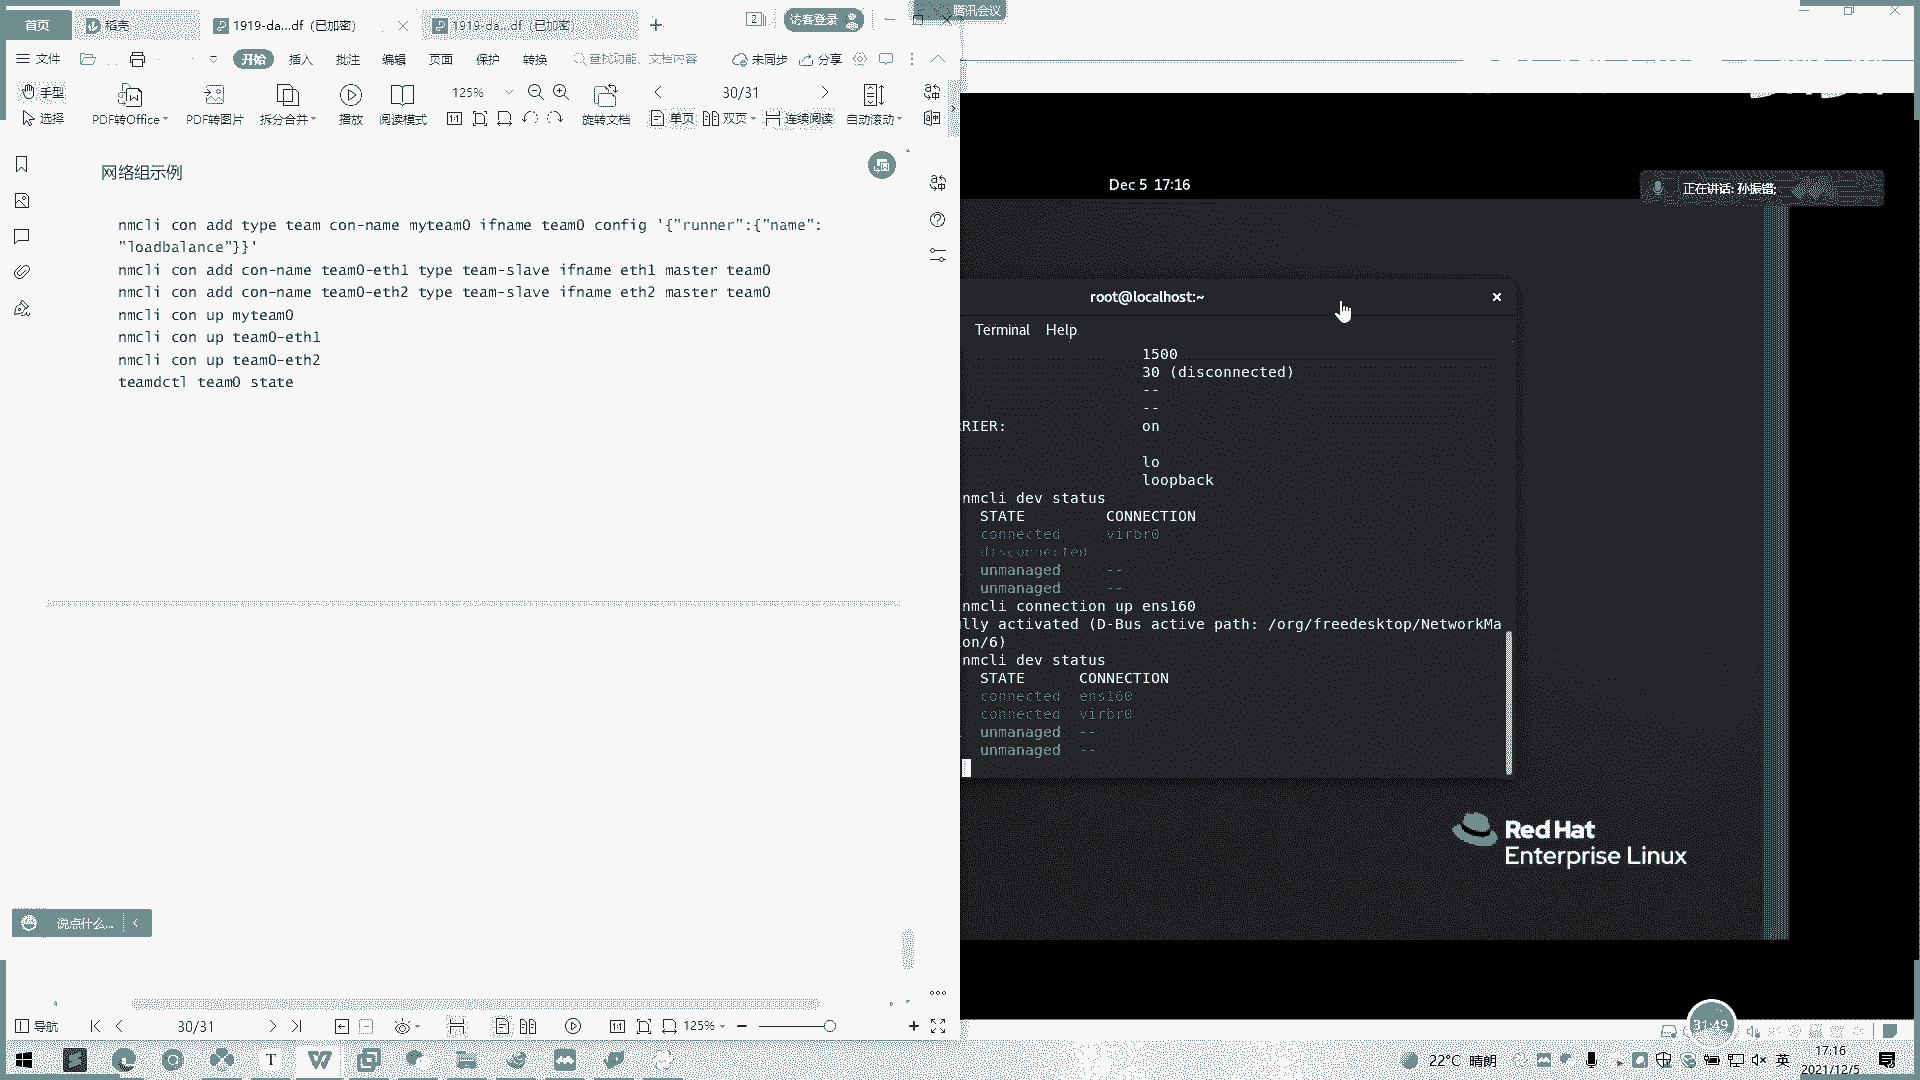 首页
稻壳
1919-da...df（已加密）
1919-da...df（已加密）
访客登录
腾讯会议
文件
开始
插入
批注
编辑
页面
保护
转换
查找功能、文档内容
未同步
分享
手型
125%
30/31
选择
PDF转Office
PDF转图片
拆分合并
播放
阅读模式
旋转文档
单页
双页
连续阅读
自动滚动
网络组示例
nmcli con add type team con-name myteam0 ifname team0 config '{"runner":{"name":
"loadbalance"}}'
nmcli con add con-name team0-eth1 type team-slave ifname eth1 master team0
nmcli con add con-name team0-eth2 type team-slave ifname eth2 master team0
nmcli con up myteam0
nmcli con up team0-eth1
nmcli con up team0-eth2
teamdctl team0 state
说点什么...
导航
30/31
125%
Dec 5 17:16
正在讲话: 孙振锴;
root@localhost:~
Terminal Help
1500
30 (disconnected)
--
--
RRIER: on
lo
loopback
nmcli dev status
STATE CONNECTION
connected virbr0
disconnected
unmanaged --
unmanaged --
nmcli connection up ens160
lly activated (D-Bus active path: /org/freedesktop/NetworkMa
on/6)
nmcli dev status
STATE CONNECTION
connected ens160
connected virbr0
unmanaged --
unmanaged --
Red Hat
Enterprise Linux
31:49
22°C 晴朗
英
17:16
2021/12/5